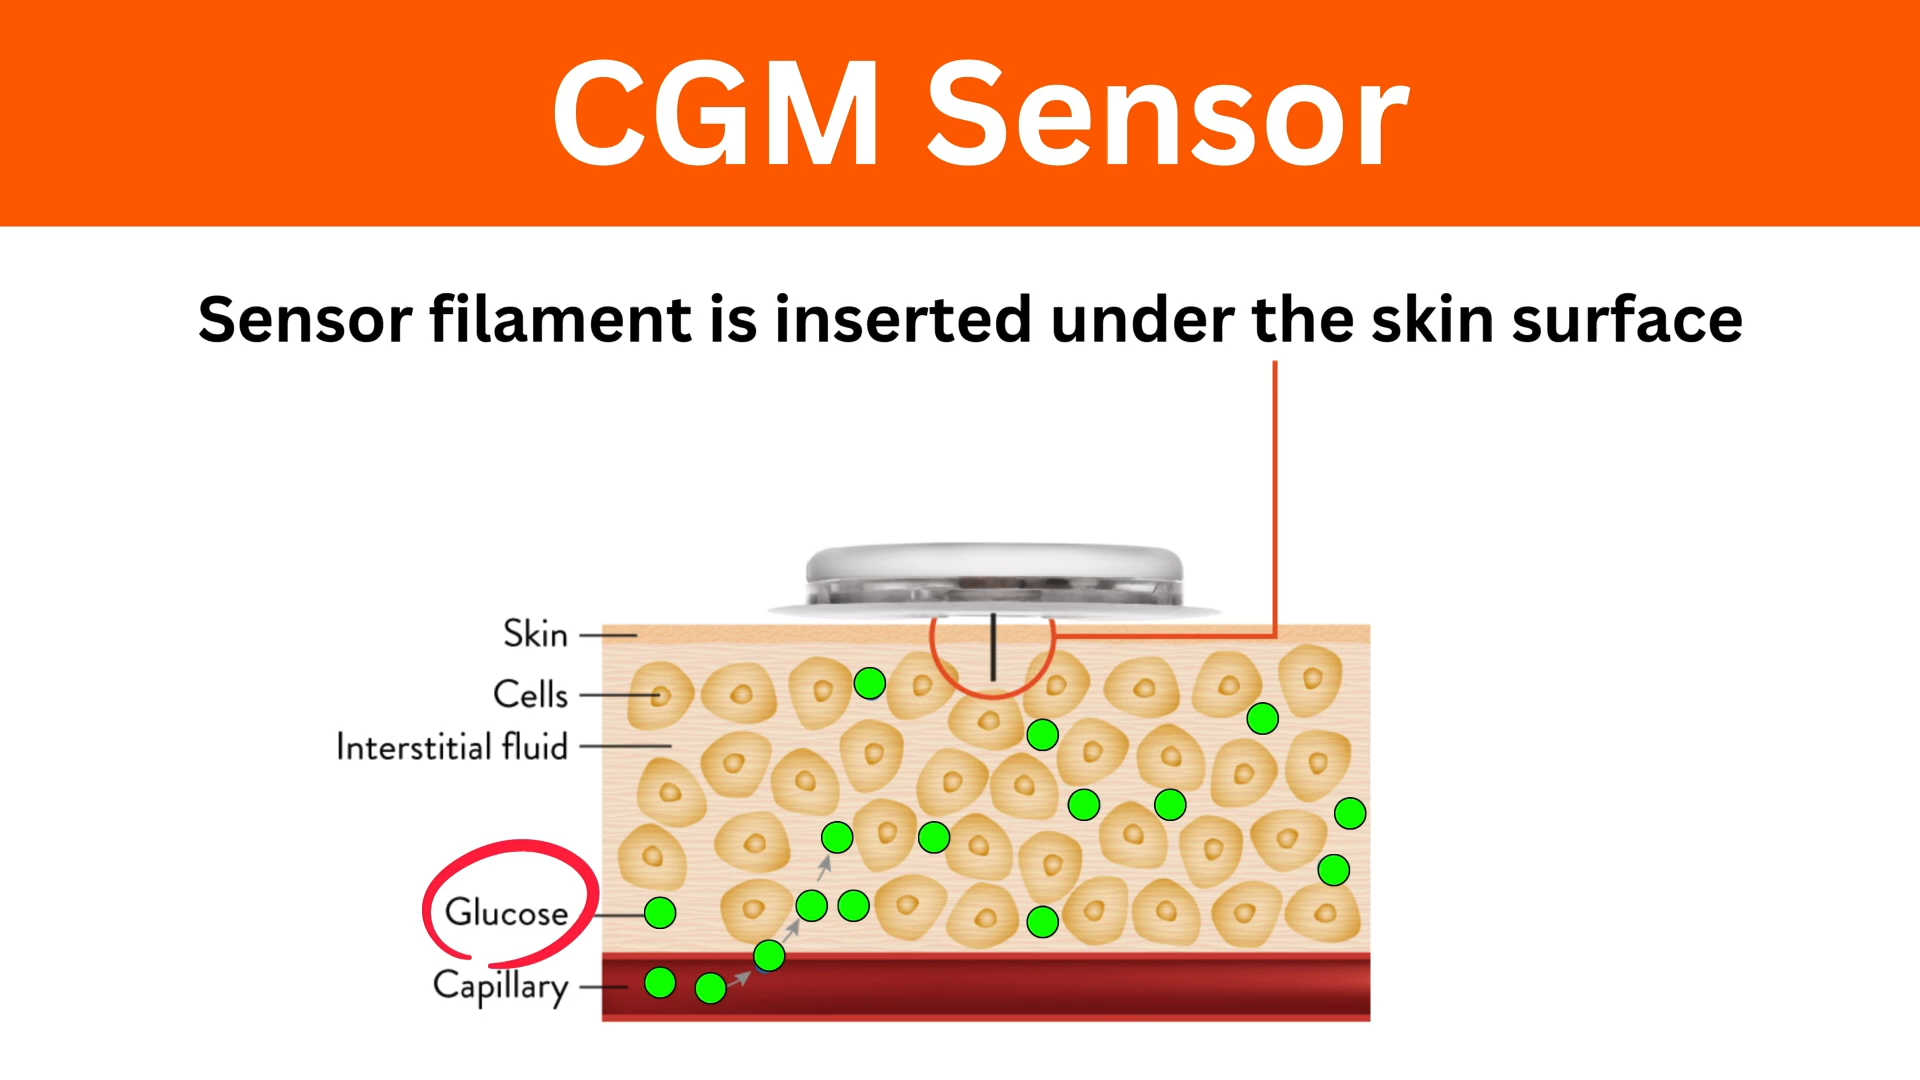 CGM Sensor
Sensor filament is inserted under the skin surface
Skin
Cells
Interstitial fluid
Glucose
Capillary